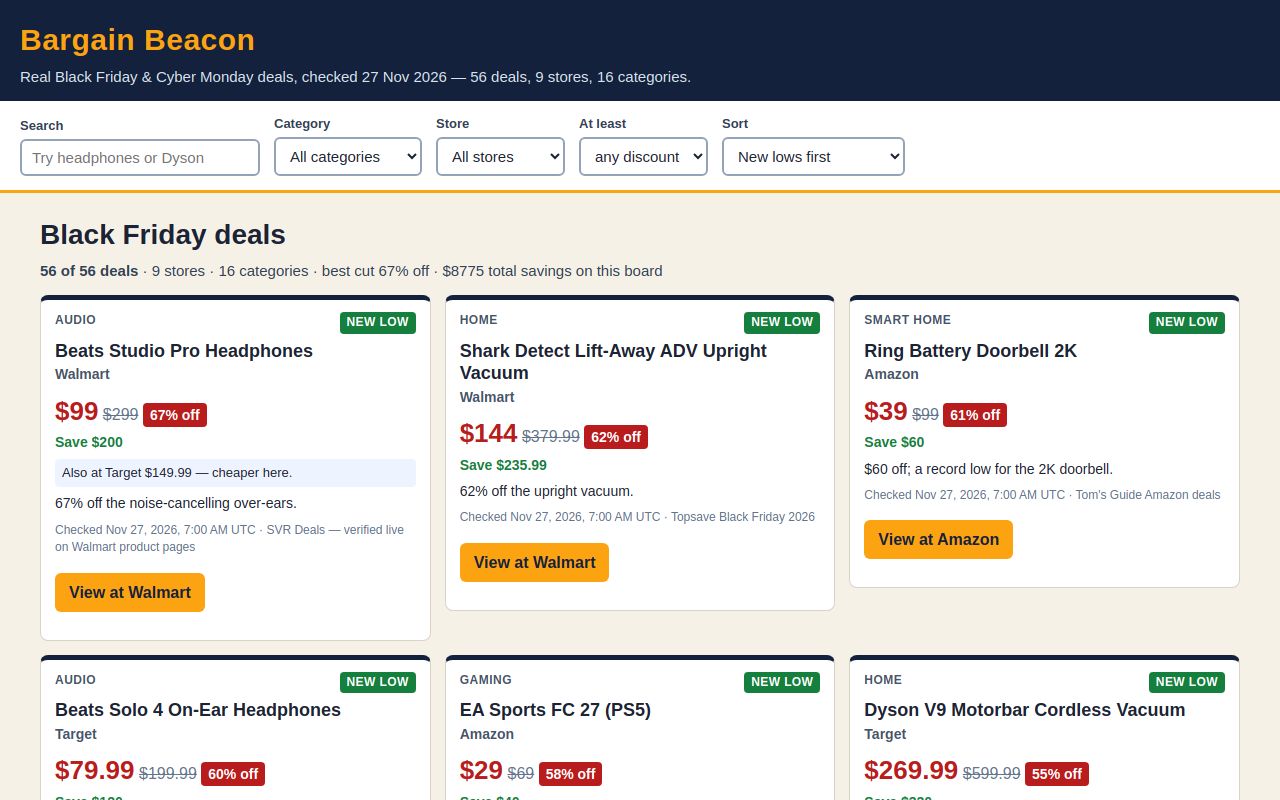 Bargain Beacon
Real Black Friday & Cyber Monday deals, checked 27 Nov 2026 — 56 deals, 9 stores, 16 categories.
Search
Category
Store
At least
Sort
Try headphones or Dyson
All categories
All stores
any discount
New lows first
Black Friday deals
56 of 56 deals · 9 stores · 16 categories · best cut 67% off · $8775 total savings on this board
AUDIO
NEW LOW
Beats Studio Pro Headphones
Walmart
$99 $299 67% off
Save $200
Also at Target $149.99 — cheaper here.
67% off the noise-cancelling over-ears.
Checked Nov 27, 2026, 7:00 AM UTC · SVR Deals — verified live
on Walmart product pages
View at Walmart
HOME
NEW LOW
Shark Detect Lift-Away ADV Upright
Vacuum
Walmart
$144 $379.99 62% off
Save $235.99
62% off the upright vacuum.
Checked Nov 27, 2026, 7:00 AM UTC · Topsave Black Friday 2026
View at Walmart
SMART HOME
NEW LOW
Ring Battery Doorbell 2K
Amazon
$39 $99 61% off
Save $60
$60 off; a record low for the 2K doorbell.
Checked Nov 27, 2026, 7:00 AM UTC · Tom's Guide Amazon deals
View at Amazon
AUDIO
NEW LOW
Beats Solo 4 On-Ear Headphones
Target
$79.99 $199.99 60% off
Save $120
GAMING
NEW LOW
EA Sports FC 27 (PS5)
Amazon
$29 $69 58% off
Save $40
HOME
NEW LOW
Dyson V9 Motorbar Cordless Vacuum
Target
$269.99 $599.99 55% off
Save $330